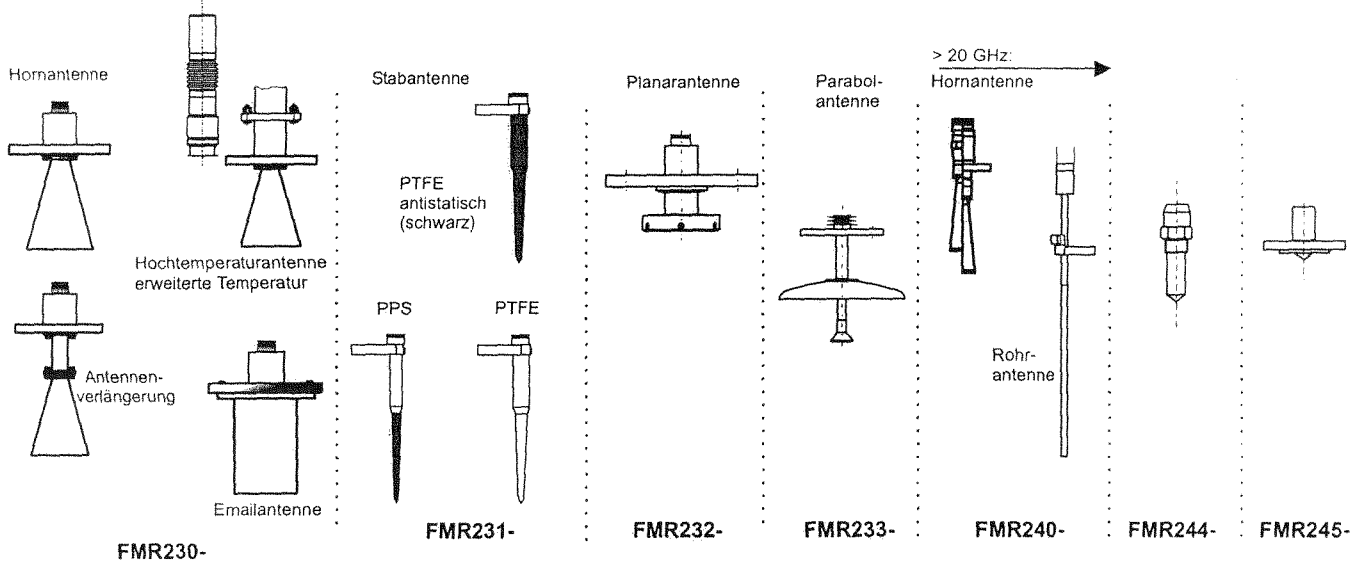 Hornantenne
Hochtemperaturantenne
erweiterte Temperatur
Antennen-
verlängerung
Emailantenne
FMR230-
Stabantenne
PTFE
antistatisch
(schwarz)
PPS
PTFE
FMR231-
Planarantenne
FMR232-
Parabol-
antenne
FMR233-
> 20 GHz:
Hornantenne
Rohr-
antenne
FMR240-
FMR244-
FMR245-